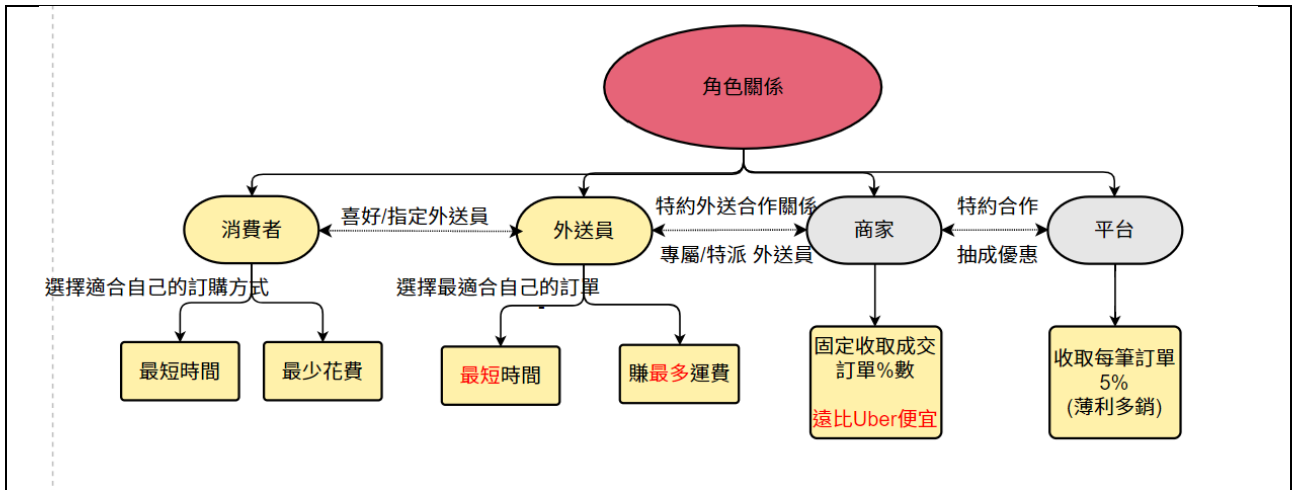 角色關係
消費者
喜好/指定外送員
外送員
特約外送合作關係
專屬/特派 外送員
商家
特約合作
抽成優惠
平台
選擇適合自己的訂購方式
選擇最適合自己的訂單
最短時間
最少花費
最短時間
賺最多運費
固定收取成交
訂單%數
遠比Uber便宜
收取每筆訂單
5%
(薄利多銷)